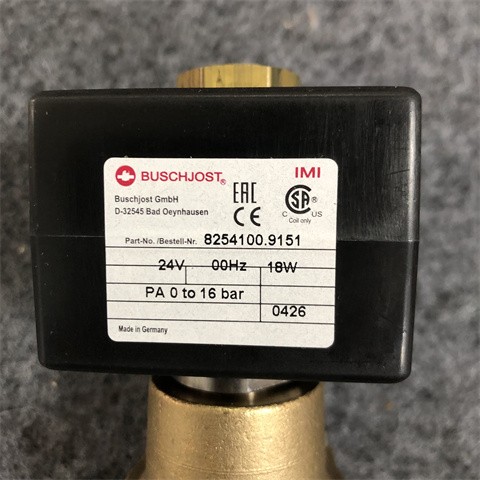 BUSCHJOST® IMI
Buschjost GmbH
D-32545 Bad Oeynhausen
EAC CE C SA US
Coil only
Part-No. /Bestell-Nr. 8254100.9151
24V 00Hz 18W
PA 0 to 16 bar
0426
Made in Germany